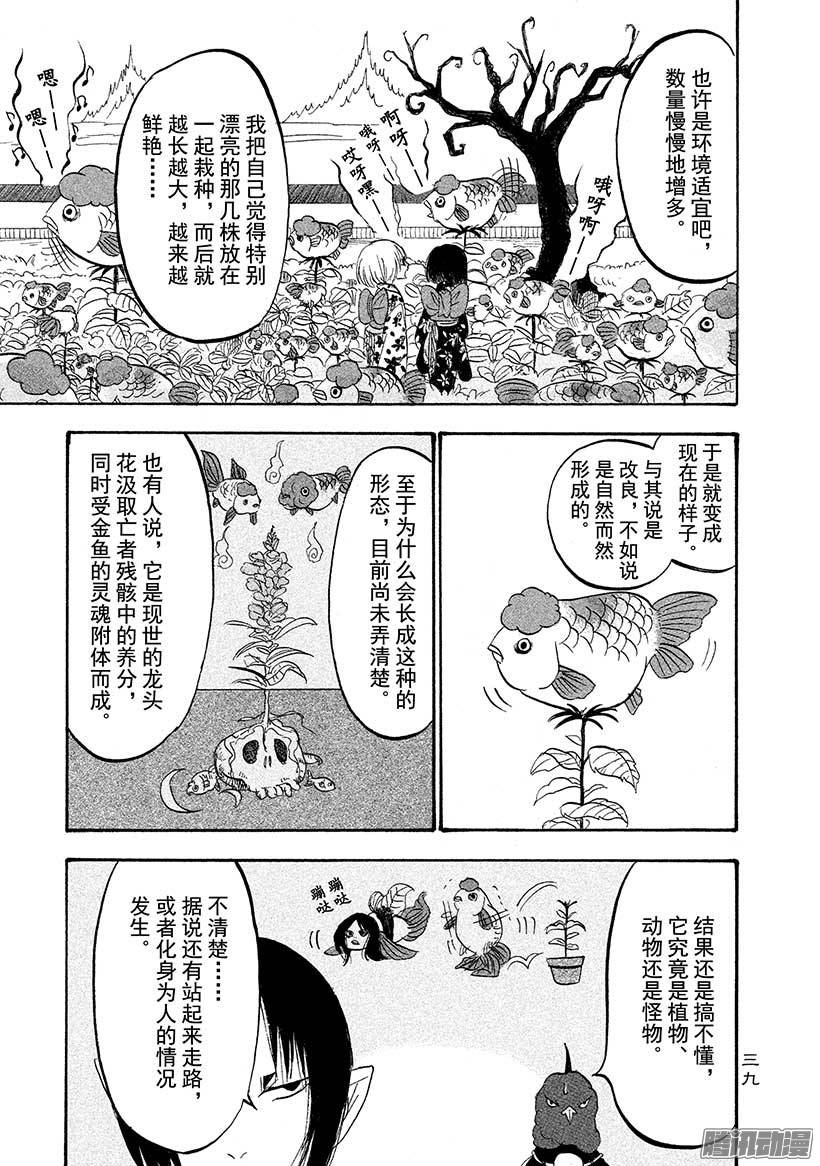 也许是环境适宜吧，
数量慢慢地增多。
哦呀啊——
啊呀——
哦呀——
哎呀嘿——
我把自己觉得特别
漂亮的那几株放在
一起栽种，而后就
越长越大，越来越
鲜艳……
嗯——
嗯——
于是就变成
现在的样子。
与其说是
改良，不如说
是自然而然
形成的。
至于为什么会长成这种的
形态，目前尚未弄清楚。
也有人说，它是现世的龙头
花汲取亡者残骸中的养分，
同时受金鱼的灵魂附体而成。
结果还是搞不懂，
它究竟是植物、
动物还是怪物。
蹦哒
蹦哒
不清楚……
据说还有站起来走路，
或者化身为人的情况
发生。
三九
腾讯动漫